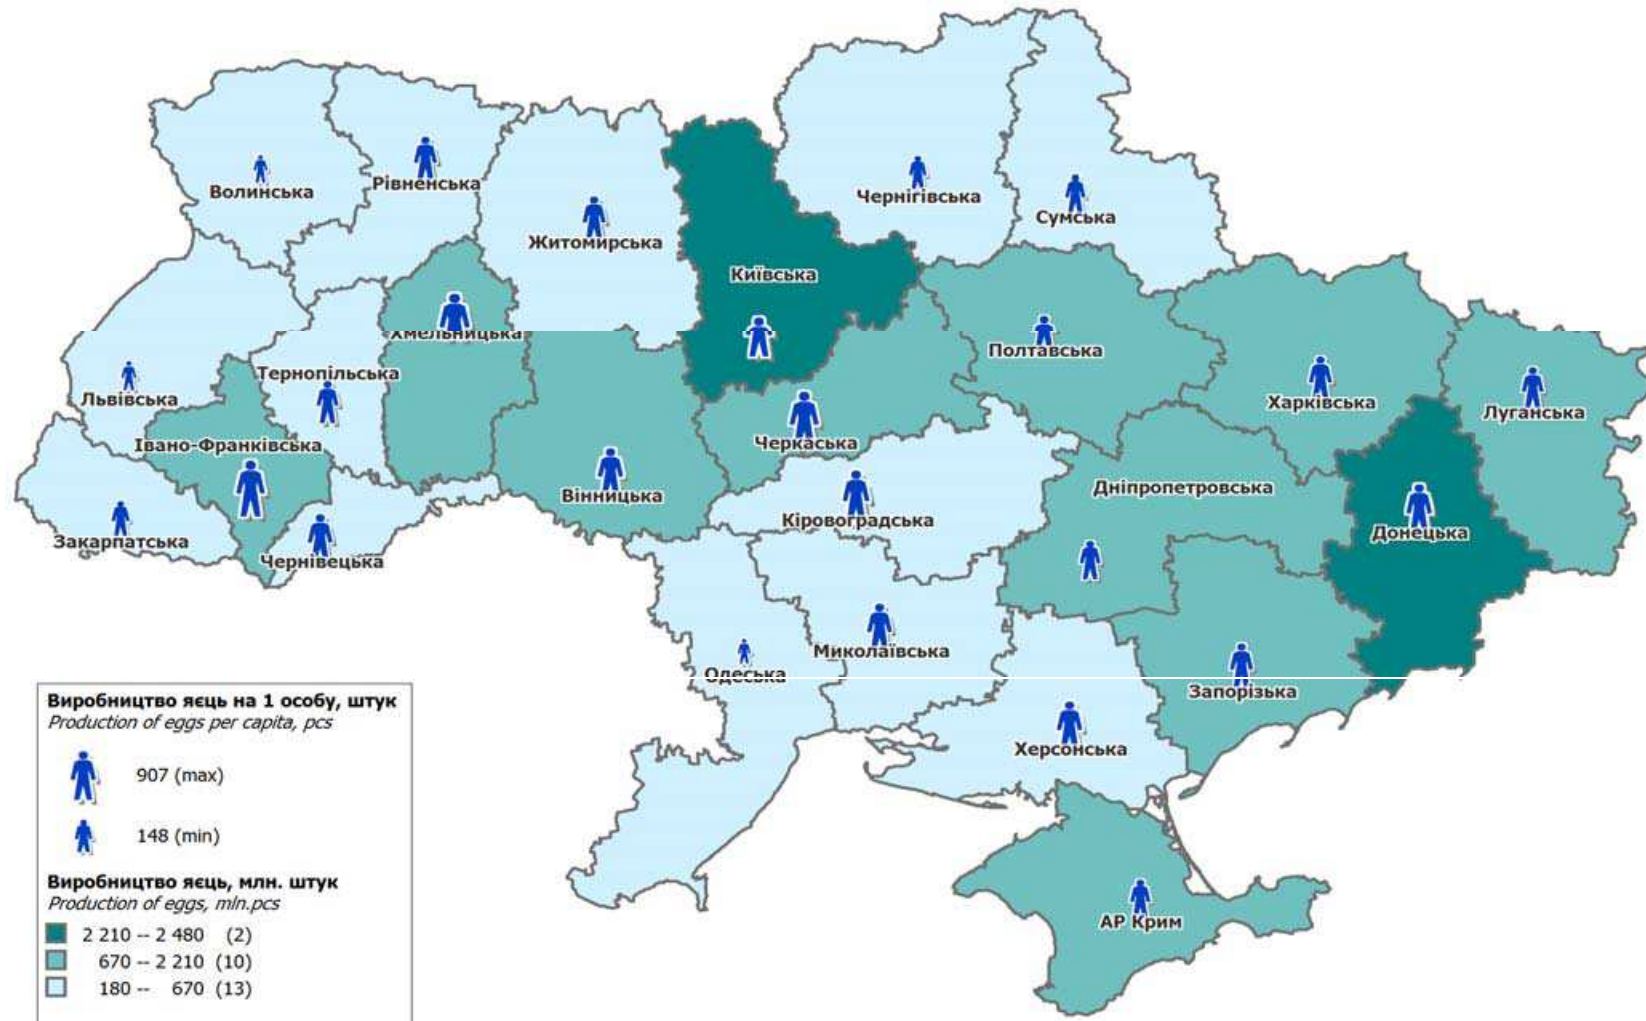 Волинська
Рівненська
Житомирська
Київська
Чернігівська
Сумська
Хмельницька
Тернопільська
Львівська
Івано-Франківська
Закарпатська
Чернівецька
Вінницька
Черкаська
Полтавська
Харківська
Луганська
Кіровоградська
Дніпропетровська
Донецька
Одеська
Миколаївська
Запорізька
Херсонська
АР Крим
Виробництво яєць на 1 особу, штук
Production of eggs per capita, pcs
907 (max)
148 (min)
Виробництво яєць, млн. штук
Production of eggs, mln.pcs
2 210 -- 2 480 (2)
670 -- 2 210 (10)
180 -- 670 (13)